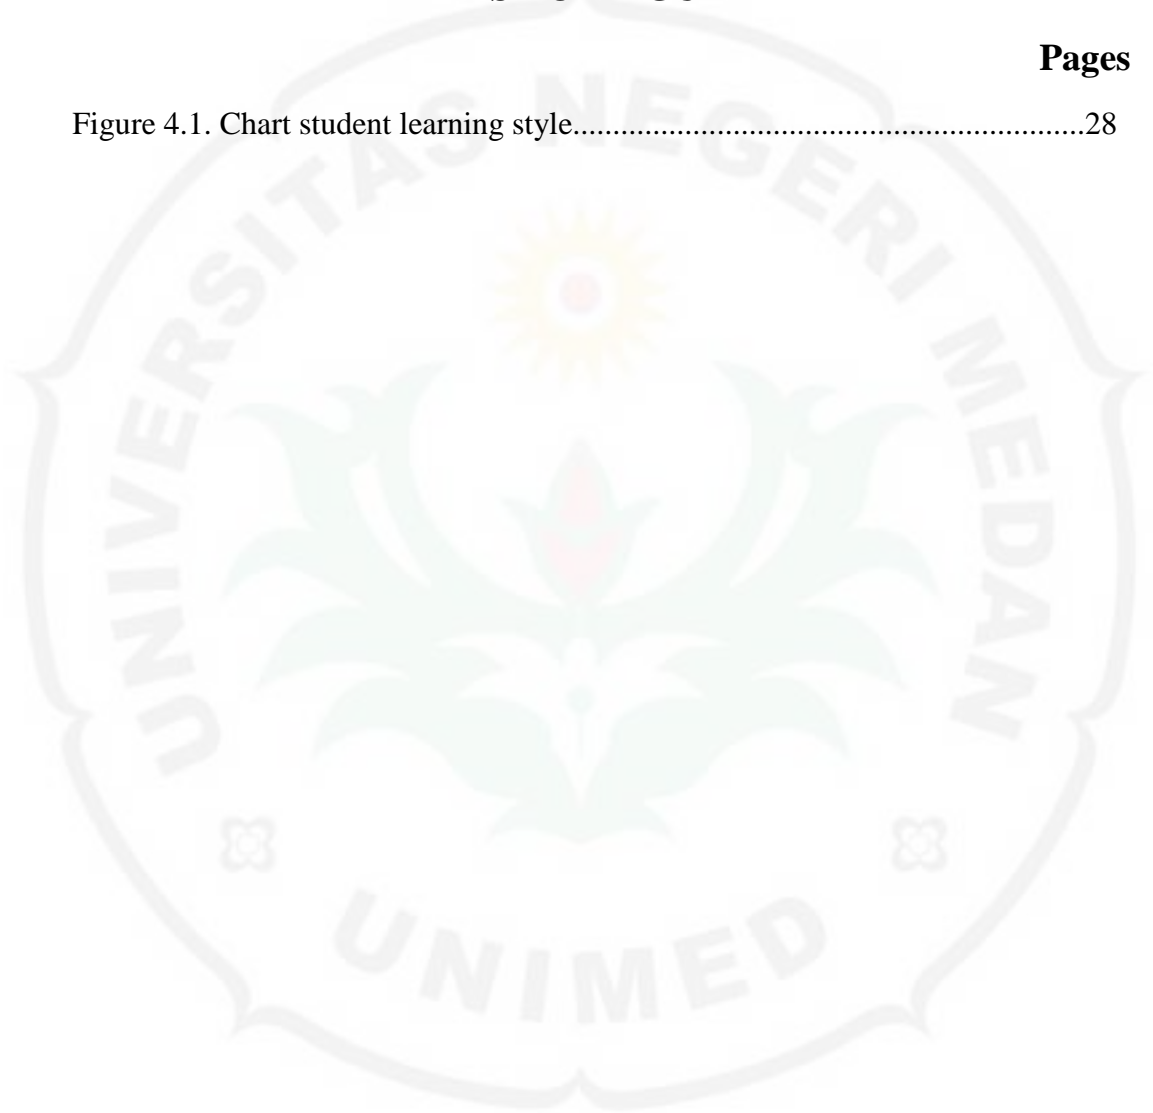 Pages
Figure 4.1. Chart student learning style................................................................28
UNIVERSITAS NEGERI MEDAN
UNIMED